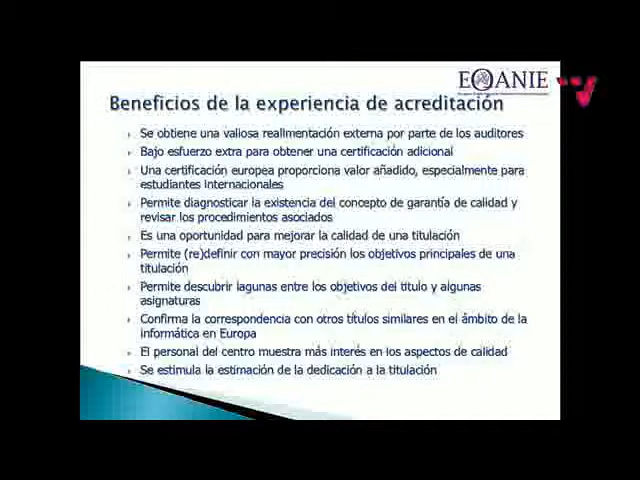 EQANIE
Beneficios de la experiencia de acreditación
Se obtiene una valiosa realimentación externa por parte de los auditores
Bajo esfuerzo extra para obtener una certificación adicional
Una certificación europea proporciona valor añadido, especialmente para
estudiantes internacionales
Permite diagnosticar la existencia del concepto de garantía de calidad y
revisar los procedimientos asociados
Es una oportunidad para mejorar la calidad de una titulación
Permite (re)definir con mayor precisión los objetivos principales de una
titulación
Permite descubrir lagunas entre los objetivos del título y algunas
asignaturas
Confirma la correspondencia con otros títulos similares en el ámbito de la
informática en Europa
El personal del centro muestra más interés en los aspectos de calidad
Se estimula la estimación de la dedicación a la titulación